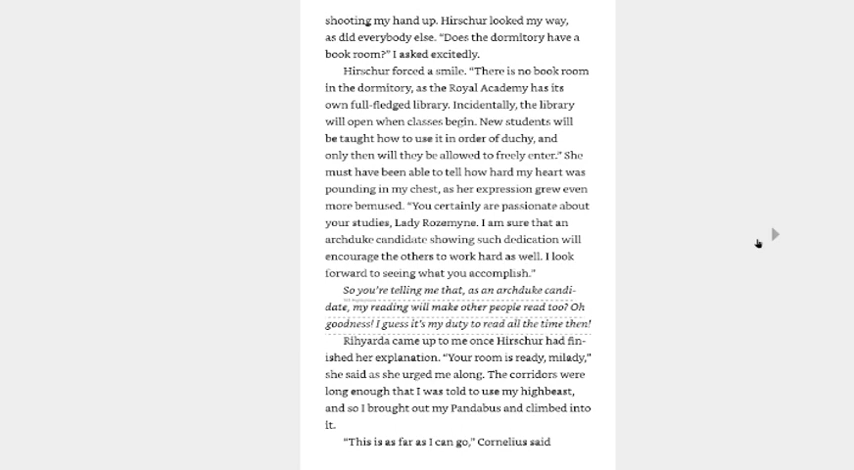 shooting my hand up. Hirschur looked my way,
as did everybody else. “Does the dormitory have a
book room?” I asked excitedly.
Hirschur forced a smile. “There is no book room
in the dormitory, as the Royal Academy has its
own full-fledged library. Incidentally, the library
will open when classes begin. New students will
be taught how to use it in order of duchy, and
only then will they be allowed to freely enter.” She
must have been able to tell how hard my heart was
pounding in my chest, as her expression grew even
more bemused. “You certainly are passionate about
your studies, Lady Rozemyne. I am sure that an
archduke candidate showing such dedication will
encourage the others to work hard as well. I look
forward to seeing what you accomplish.”
So you’re telling me that, as an archduke candi-
date, my reading will make other people read too? Oh
goodness! I guess it’s my duty to read all the time then!
Rihyarda came up to me once Hirschur had fin-
ished her explanation. “Your room is ready, milady,”
she said as she urged me along. The corridors were
long enough that I was told to use my highbeast,
and so I brought out my Pandabus and climbed into
it.
“This is as far as I can go,” Cornelius said